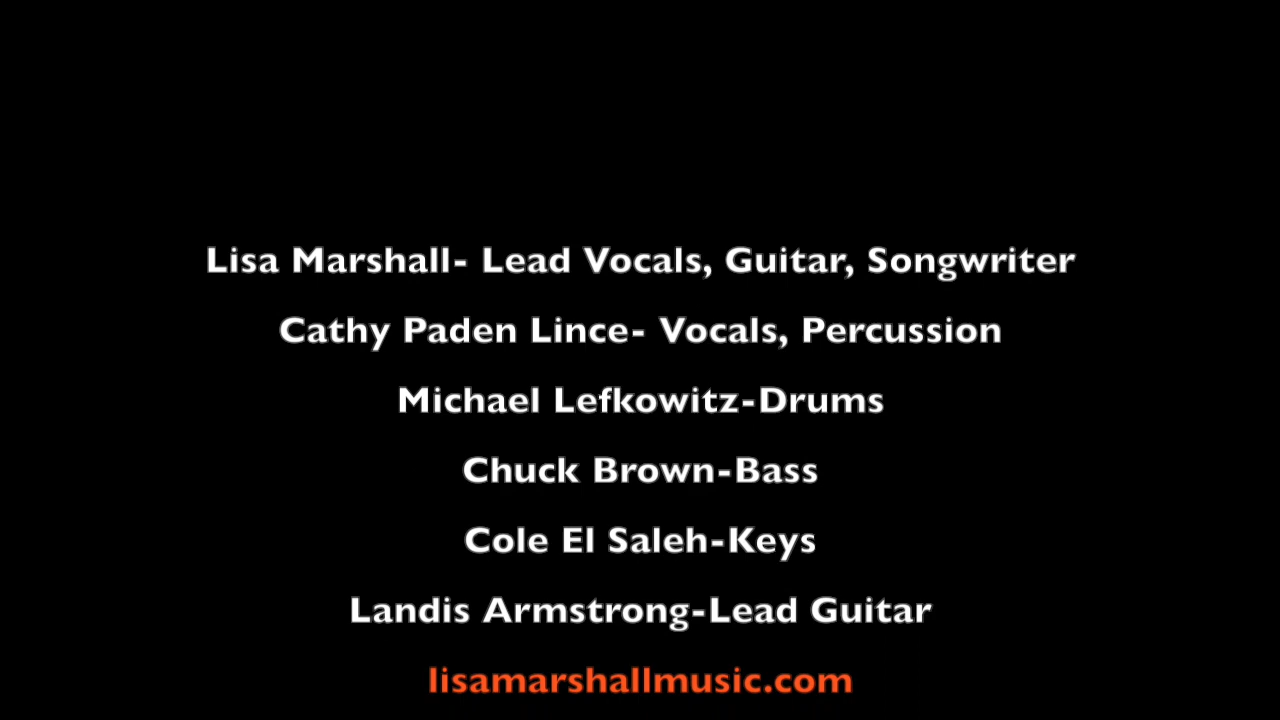 Lisa Marshall- Lead Vocals, Guitar, Songwriter
Cathy Paden Lince- Vocals, Percussion
Michael Lefkowitz-Drums
Chuck Brown-Bass
Cole El Saleh-Keys
Landis Armstrong-Lead Guitar
lisamarshallmusic.com